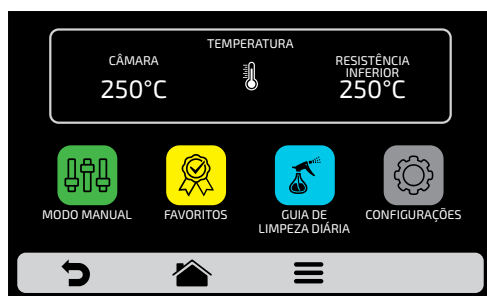 TEMPERATURA
CÂMARA
250°C
RESISTÊNCIA
INFERIOR
250°C
MODO MANUAL
FAVORITOS
GUIA DE
LIMPEZA DIÁRIA
CONFIGURAÇÕES